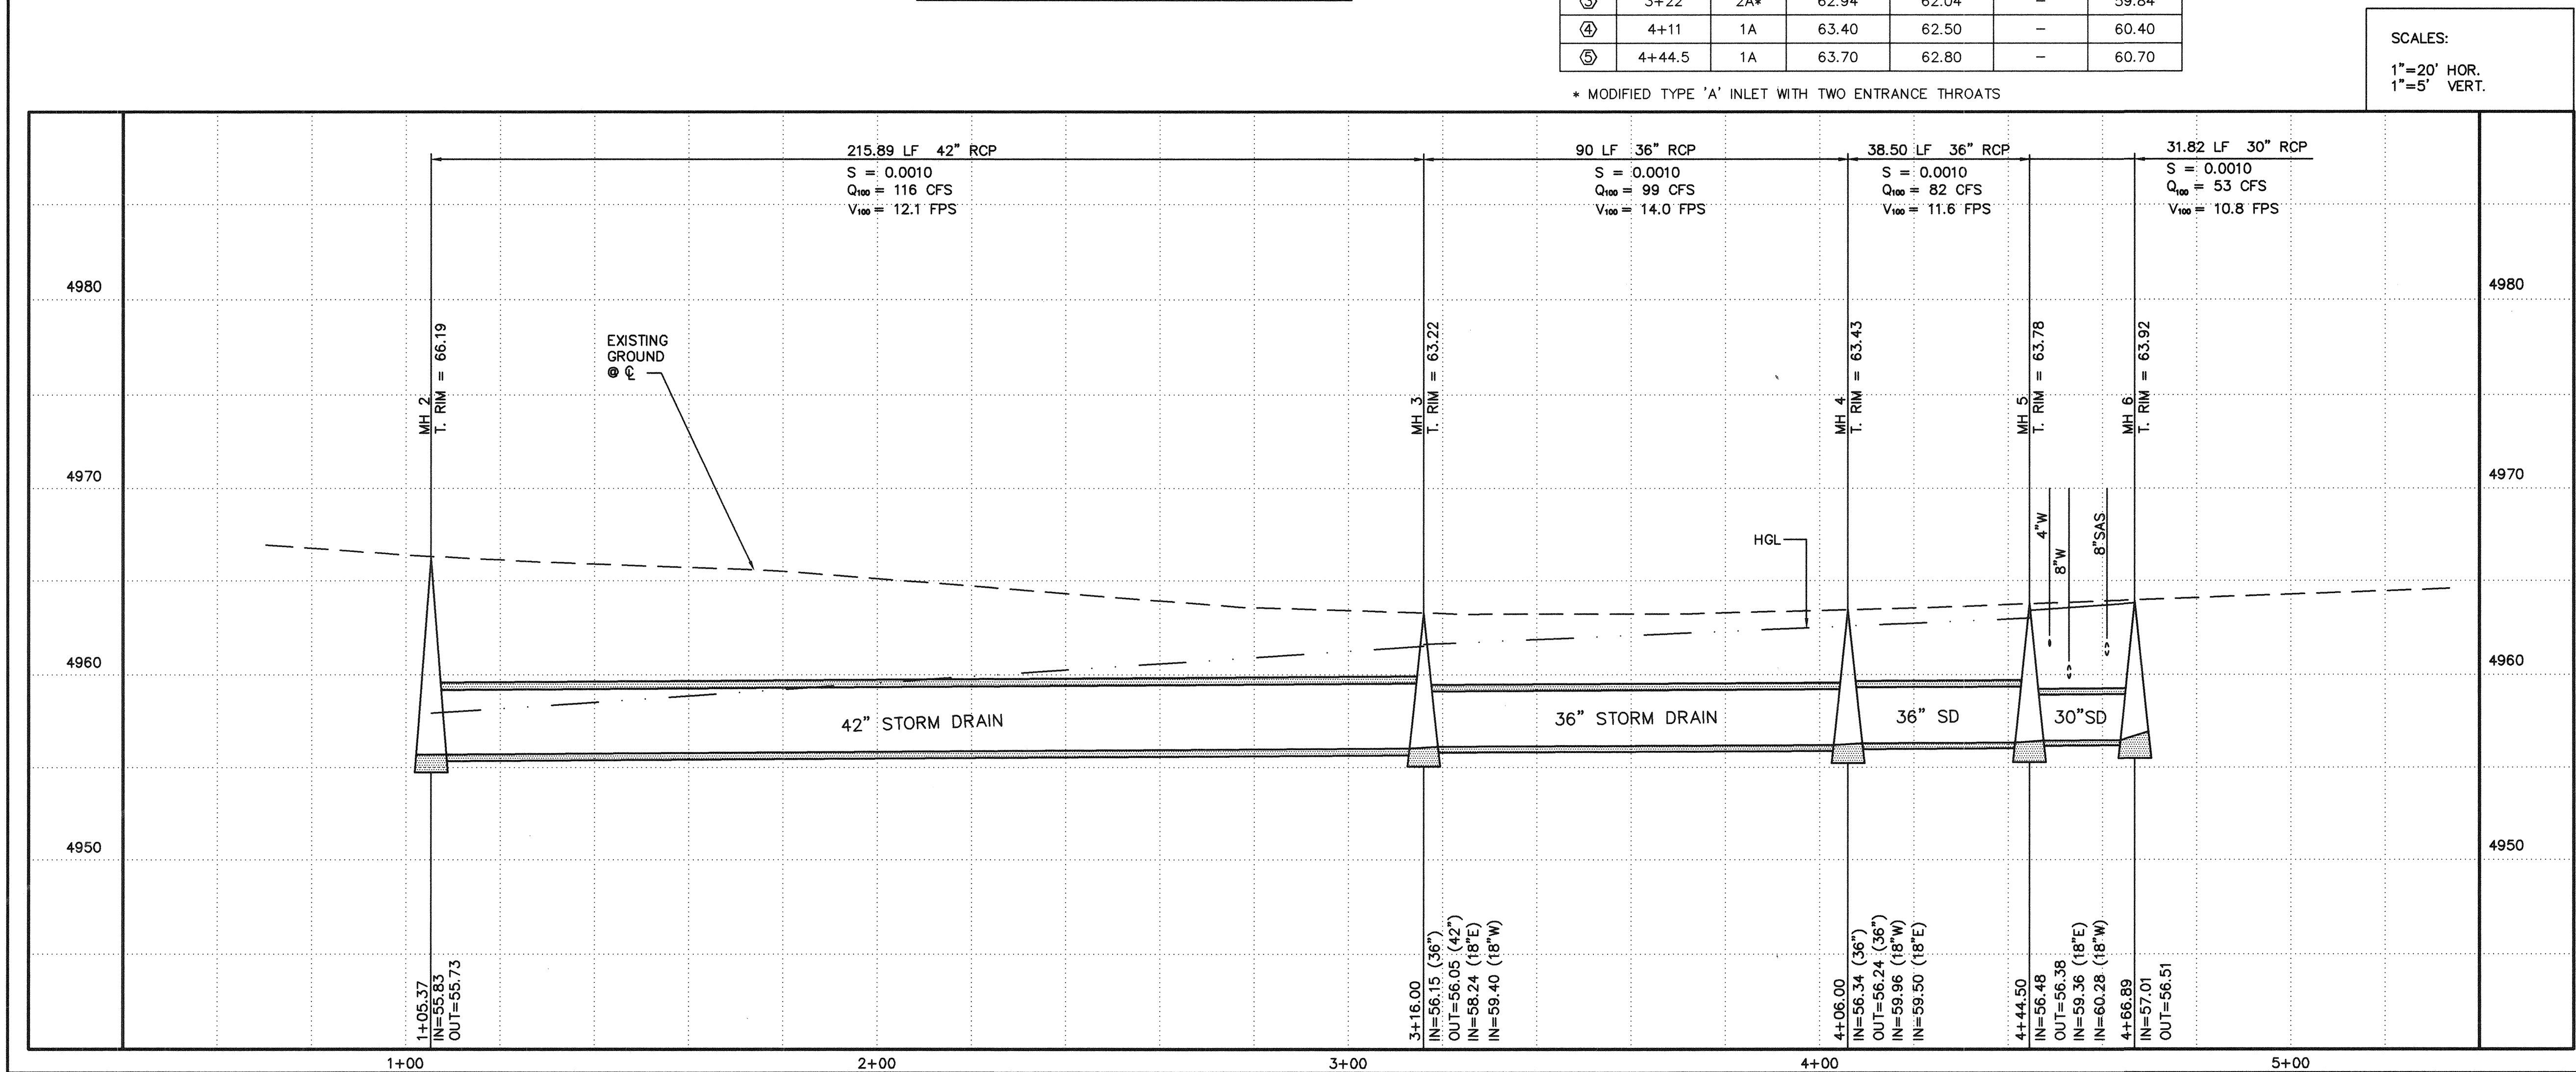 ③ 3+22 2A* 62.94 62.04 – 59.84
④ 4+11 1A 63.40 62.50 – 60.40
⑤ 4+44.5 1A 63.70 62.80 – 60.70
* MODIFIED TYPE 'A' INLET WITH TWO ENTRANCE THROATS
SCALES:
1"=20' HOR.
1"=5' VERT.
215.89 LF 42" RCP
S = 0.0010
Q₁₀₀ = 116 CFS
V₁₀₀ = 12.1 FPS
90 LF 36" RCP
S = 0.0010
Q₁₀₀ = 99 CFS
V₁₀₀ = 14.0 FPS
38.50 LF 36" RCP
S = 0.0010
Q₁₀₀ = 82 CFS
V₁₀₀ = 11.6 FPS
31.82 LF 30" RCP
S = 0.0010
Q₁₀₀ = 53 CFS
V₁₀₀ = 10.8 FPS
4980
4980
MH 2
T. RIM = 66.19
EXISTING
GROUND
@ ℄
MH 3
T. RIM = 63.22
MH 4
T. RIM = 63.43
MH 5
T. RIM = 63.78
MH 6
T. RIM = 63.92
4970
4970
4"W
8"W
8"SAS
HGL
4960
4960
42" STORM DRAIN
36" STORM DRAIN
36" SD
30"SD
4950
4950
1+05.37
IN=55.83
OUT=55.73
3+16.00
IN=56.15 (36")
OUT=56.05 (42")
IN=58.24 (18"E)
IN=59.40 (18"W)
4+06.00
IN=56.34 (36")
OUT=56.24 (36")
IN=59.96 (18"W)
IN=59.50 (18"E)
4+44.50
IN=56.48
OUT=56.38
IN=59.36 (18"E)
IN=60.28 (18"W)
4+66.89
IN=57.01
OUT=56.51
1+00
2+00
3+00
4+00
5+00